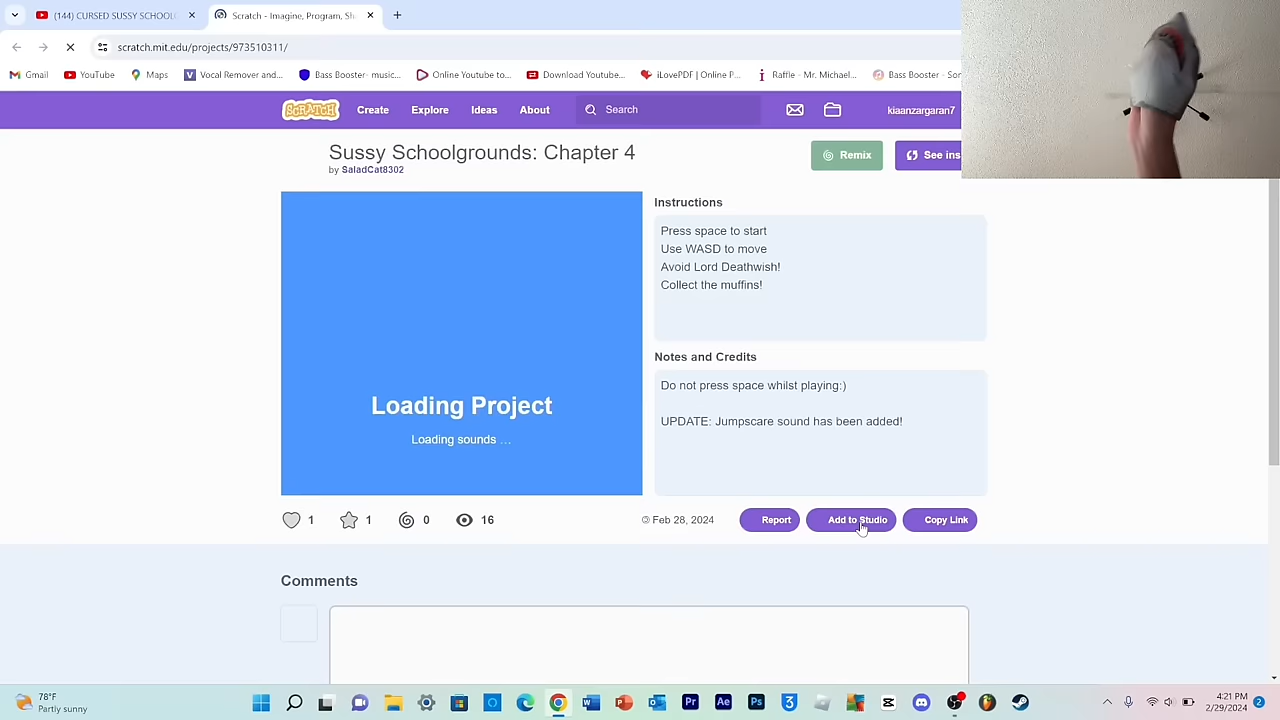 (144) CURSED SUSSY SCHOOL
Scratch - Imagine, Program, Sh
scratch.mit.edu/projects/973510311/
Gmail
YouTube
Maps
Vocal Remover and...
Bass Booster- music...
Online Youtube to...
Download Youtube...
iLovePDF | Online P...
Raffle - Mr. Michael...
Bass Booster - Son
SCRATCH
Create
Explore
Ideas
About
Search
kiaanzargaran7
Sussy Schoolgrounds: Chapter 4
by SaladCat8302
Remix
See ins
Instructions
Press space to start
Use WASD to move
Avoid Lord Deathwish!
Collect the muffins!
Loading Project
Loading sounds …
Notes and Credits
Do not press space whilst playing:)
UPDATE: Jumpscare sound has been added!
1
1
0
16
© Feb 28, 2024
Report
Add to Studio
Copy Link
Comments
78°F
Partly sunny
Pr
Ae
Ps
4:21 PM
2/29/2024